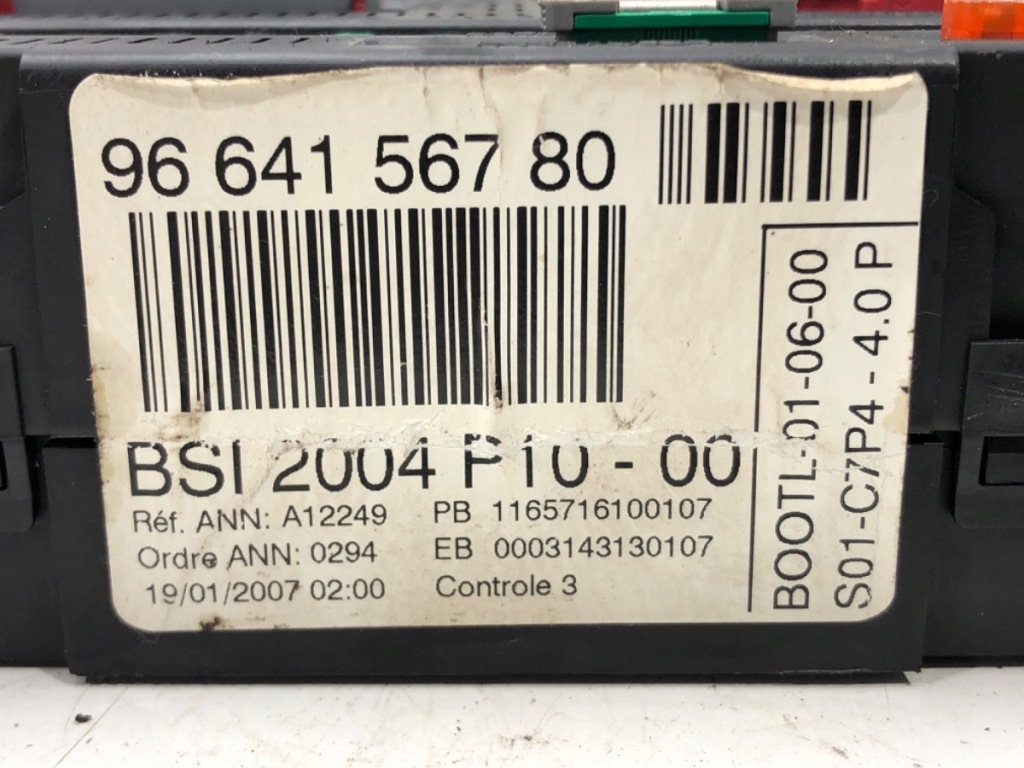 96 641 567 80
BSI 2004 P10 - 00
Réf. ANN: A12249 PB 1165716100107
Ordre ANN: 0294 EB 0003143130107
19/01/2007 02:00 Controle 3
BOOTL-01-06-00
S01-C7P4 - 4.0 P